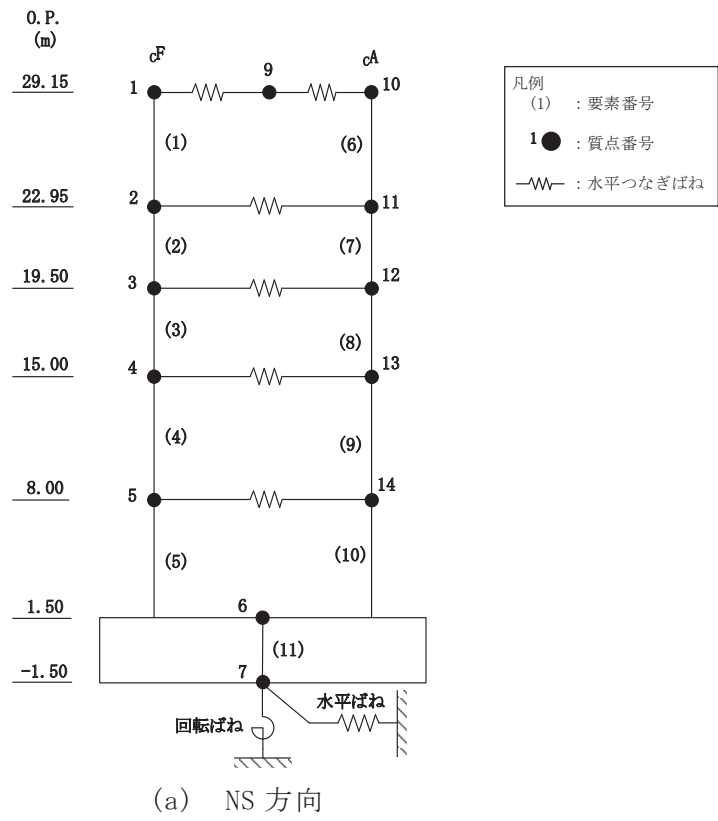 O.P.
(m)
cF
cA
29.15
1
9
10
(1)
(6)
22.95
2
11
(2)
(7)
19.50
3
12
(3)
(8)
15.00
4
13
(4)
(9)
8.00
5
14
(5)
(10)
1.50
6
(11)
-1.50
7
水平ばね
回転ばね
凡例
(1) : 要素番号
1 : 質点番号
: 水平つなぎばね
(a) NS 方向